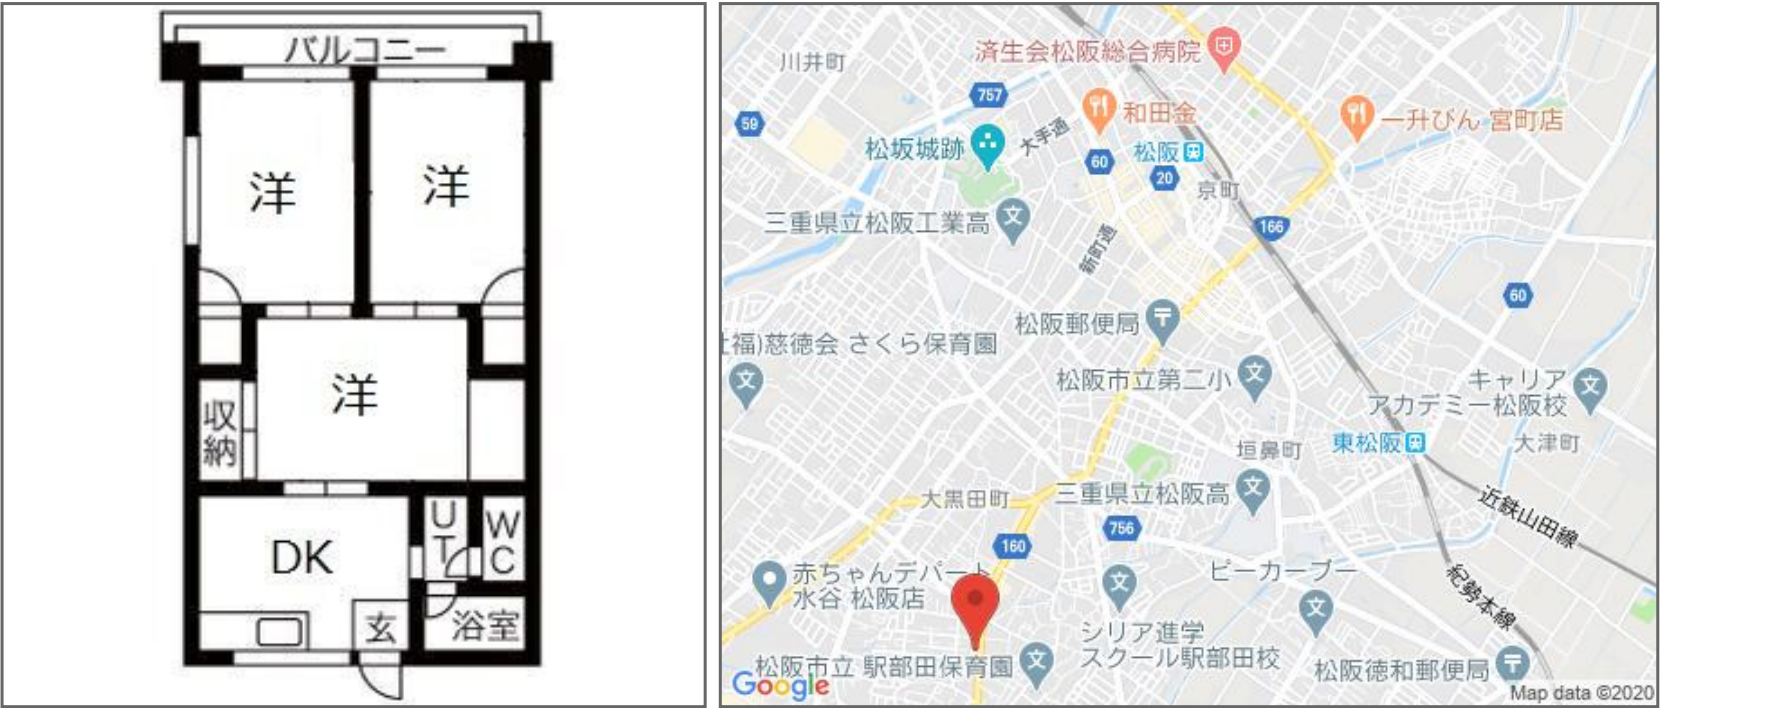 バルコニー
洋
洋
洋
収
納
DK
U
T
W
C
玄
浴室
川井町
済生会松阪総合病院
757
59
和田金
一升びん 宮町店
松坂城跡
大手通
60
松阪
20
京町
三重県立松阪工業高
新町通
166
60
松阪郵便局
社福)慈徳会 さくら保育園
松阪市立第二小
キャリア
アカデミー松阪校
垣鼻町
東松阪
大津町
大黒田町
三重県立松阪高
756
近鉄山田線
160
赤ちゃんデパート
水谷 松阪店
ピーカーブー
紀勢本線
シリア進学
スクール駅部田校
松阪市立 駅部田保育園
松阪徳和郵便局
Google
Map data ©2020